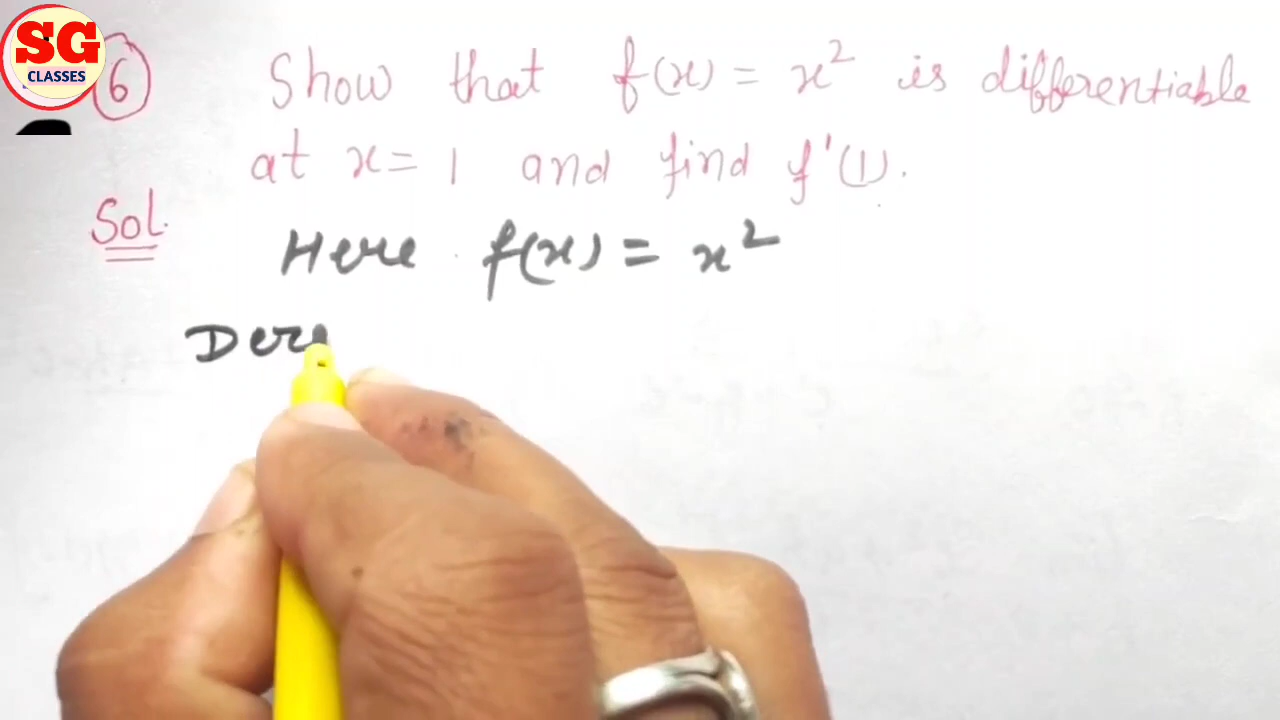 SG
CLASSES
6 Show that f(x) = x² is differentiable
at x = 1 and find f'(1).
Sol.
Here f(x) = x²
Der